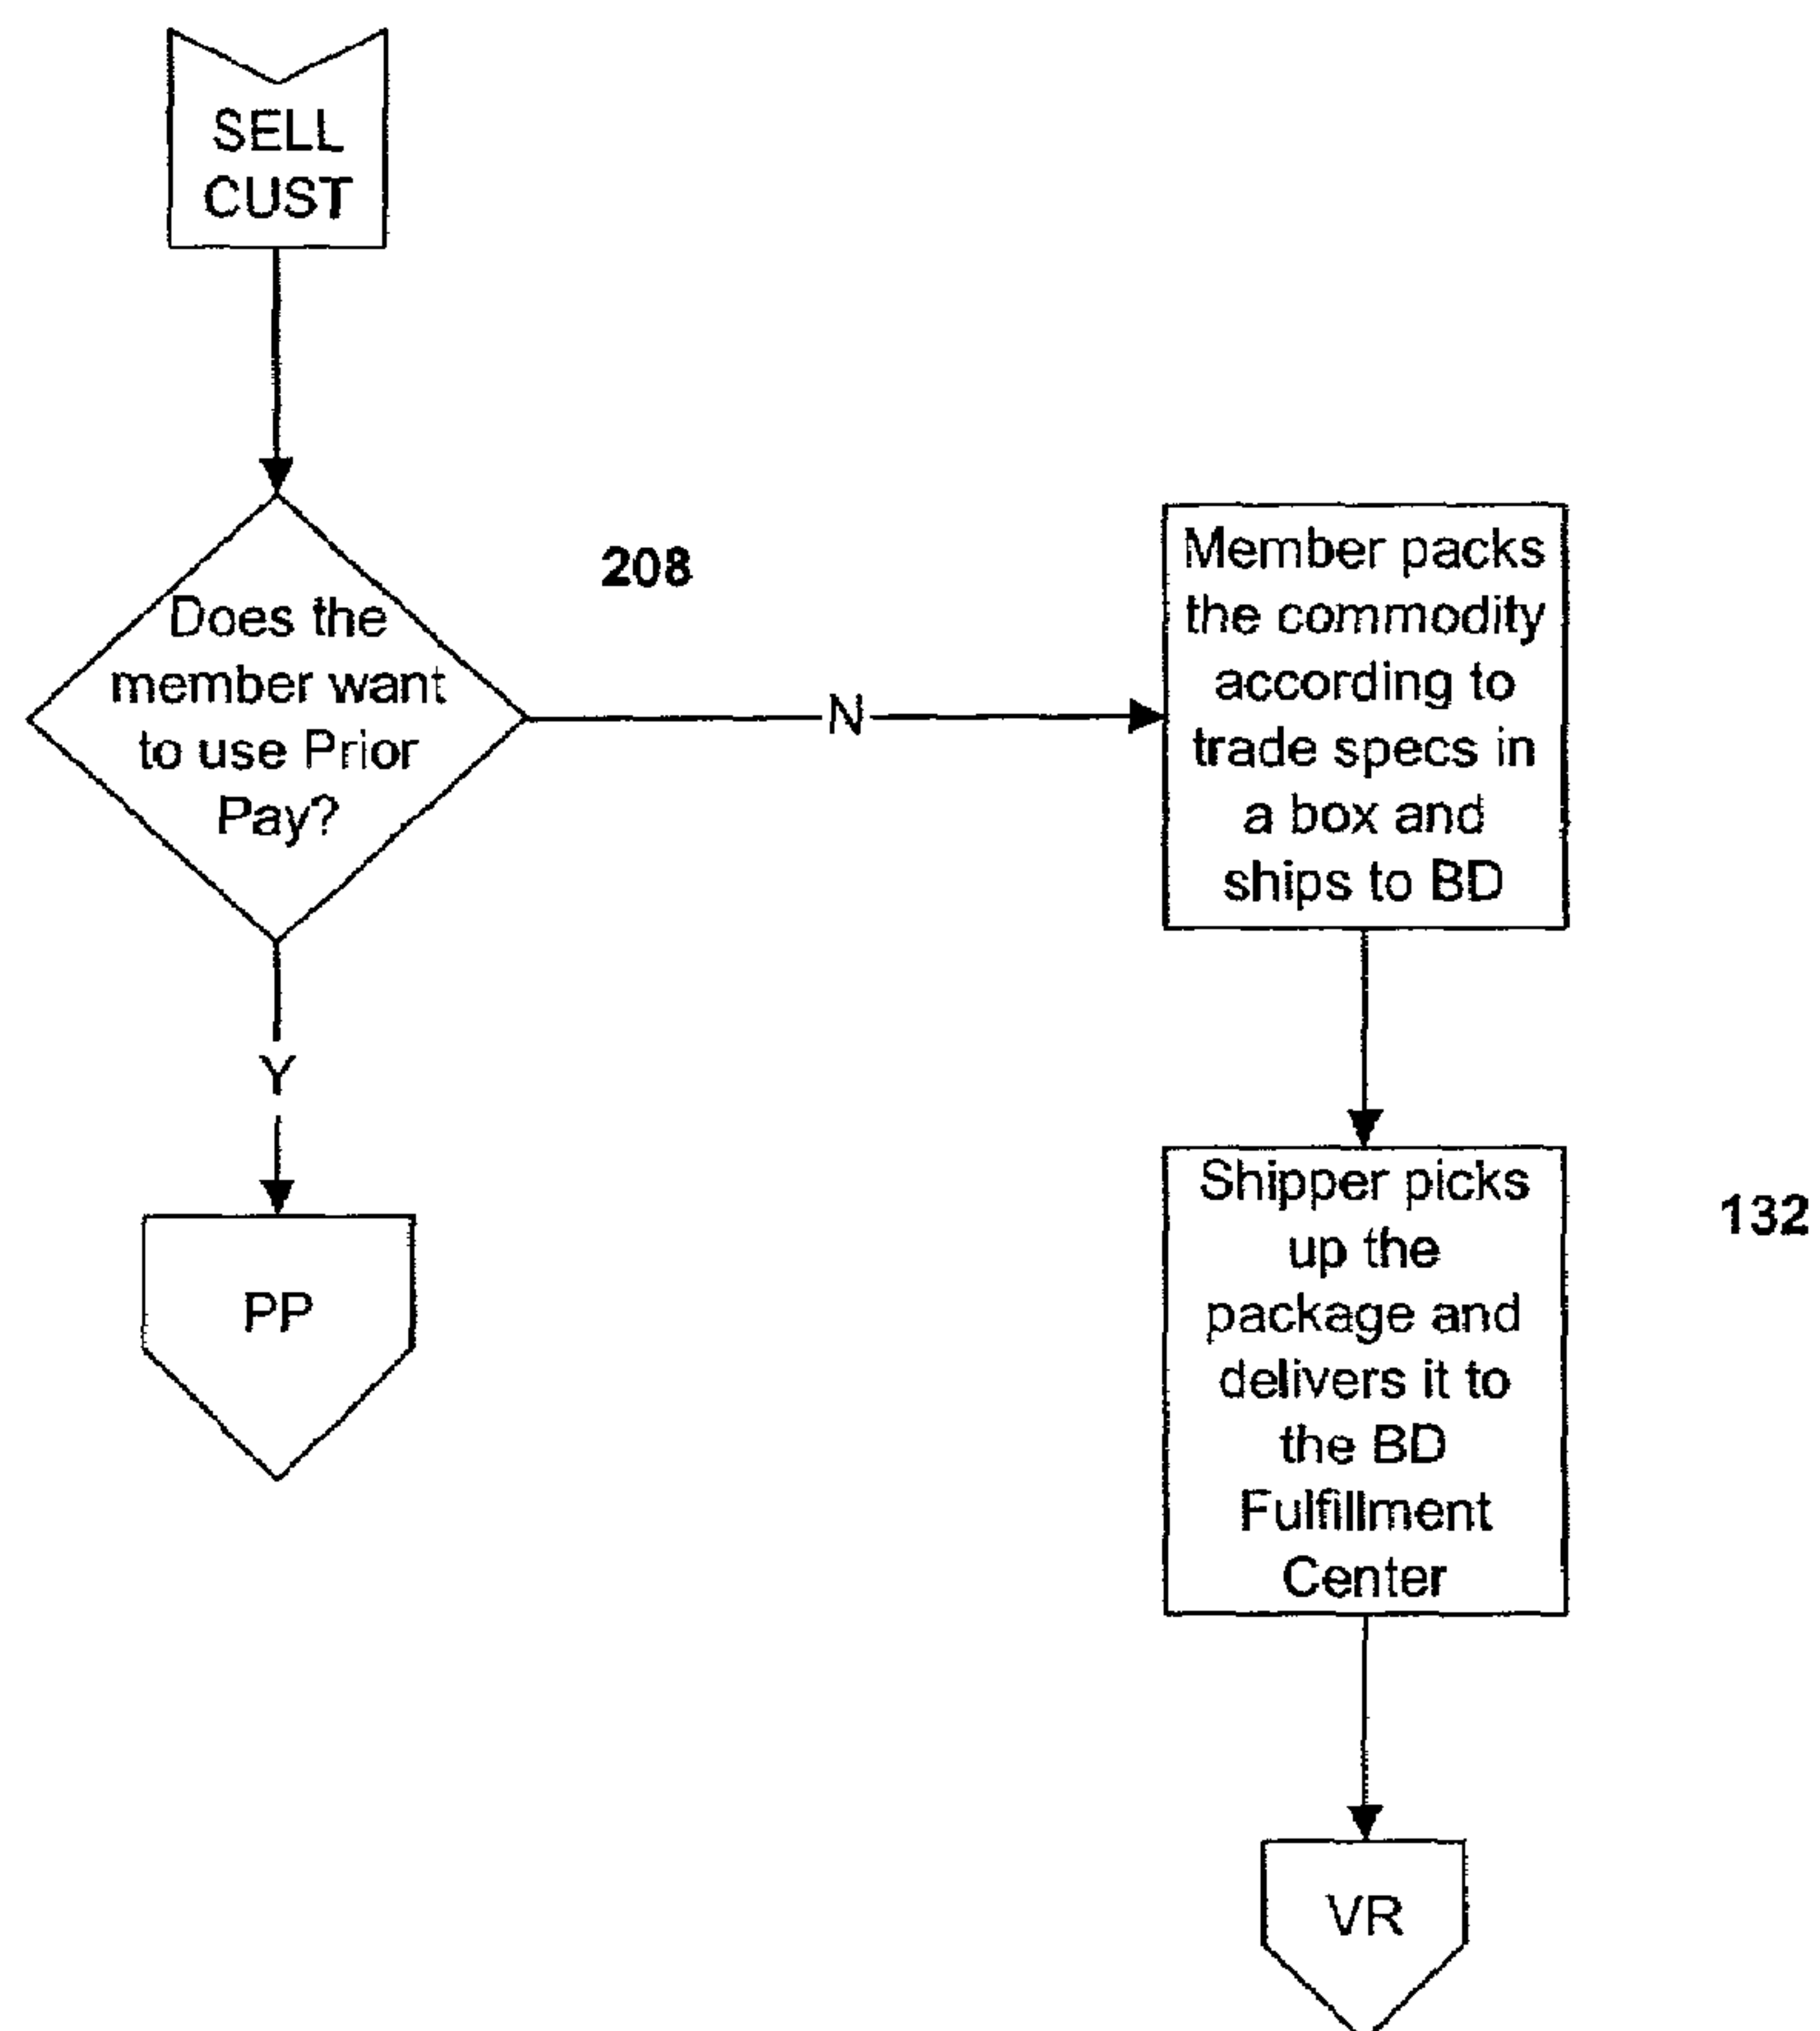 SELL
CUST
208
Does the
member want
to use Prior
Pay?
N
Member packs
the commodity
according to
trade specs in
a box and
ships to BD
Y
PP
Shipper picks
up the
package and
delivers it to
the BD
Fulfillment
Center
132
VR